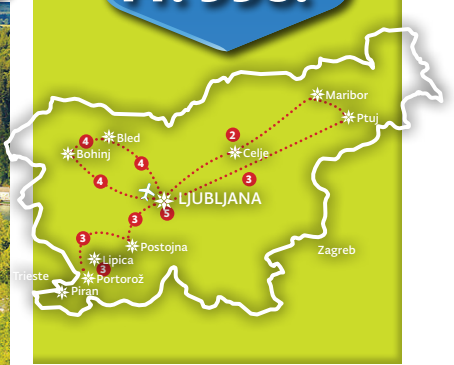 Maribor
Ptuj
2
4
Bled
Bohinj
4
Celje
4
3
LJUBLJANA
5
3
3
Postojna
Zagreb
Lipica
3
Trieste
Portorož
Piran